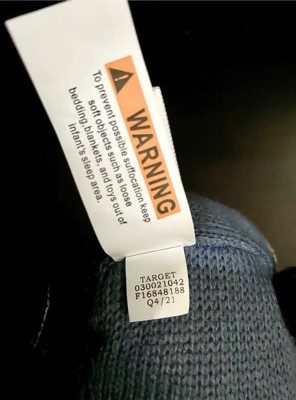 WARNING
To prevent possible suffocation keep
soft objects such as loose
bedding, blankets, and toys out of
infant's sleep area.
TARGET
030021042
F16848188
Q4/21